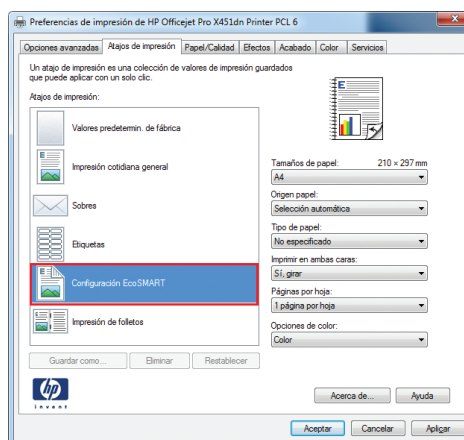 Preferencias de impresión de HP Officejet Pro X451dn Printer PCL 6
Opciones avanzadas Atajos de impresión Papel/Calidad Efectos Acabado Color Servicios
Un atajo de impresión es una colección de valores de impresión guardados
que puede aplicar con un solo clic.
Atajos de impresión:
Valores predetermin. de fábrica
Impresión cotidiana general
Sobres
Etiquetas
Configuración EcoSMART
Impresión de folletos
Guardar como... Eliminar Restablecer
Tamaños de papel: 210 × 297 mm
A4
Origen papel:
Selección automática
Tipo de papel:
No especificado
Imprimir en ambas caras:
Sí, girar
Páginas por hoja:
1 página por hoja
Opciones de color:
Color
hp
invent
Acerca de... Ayuda
Aceptar Cancelar Aplicar